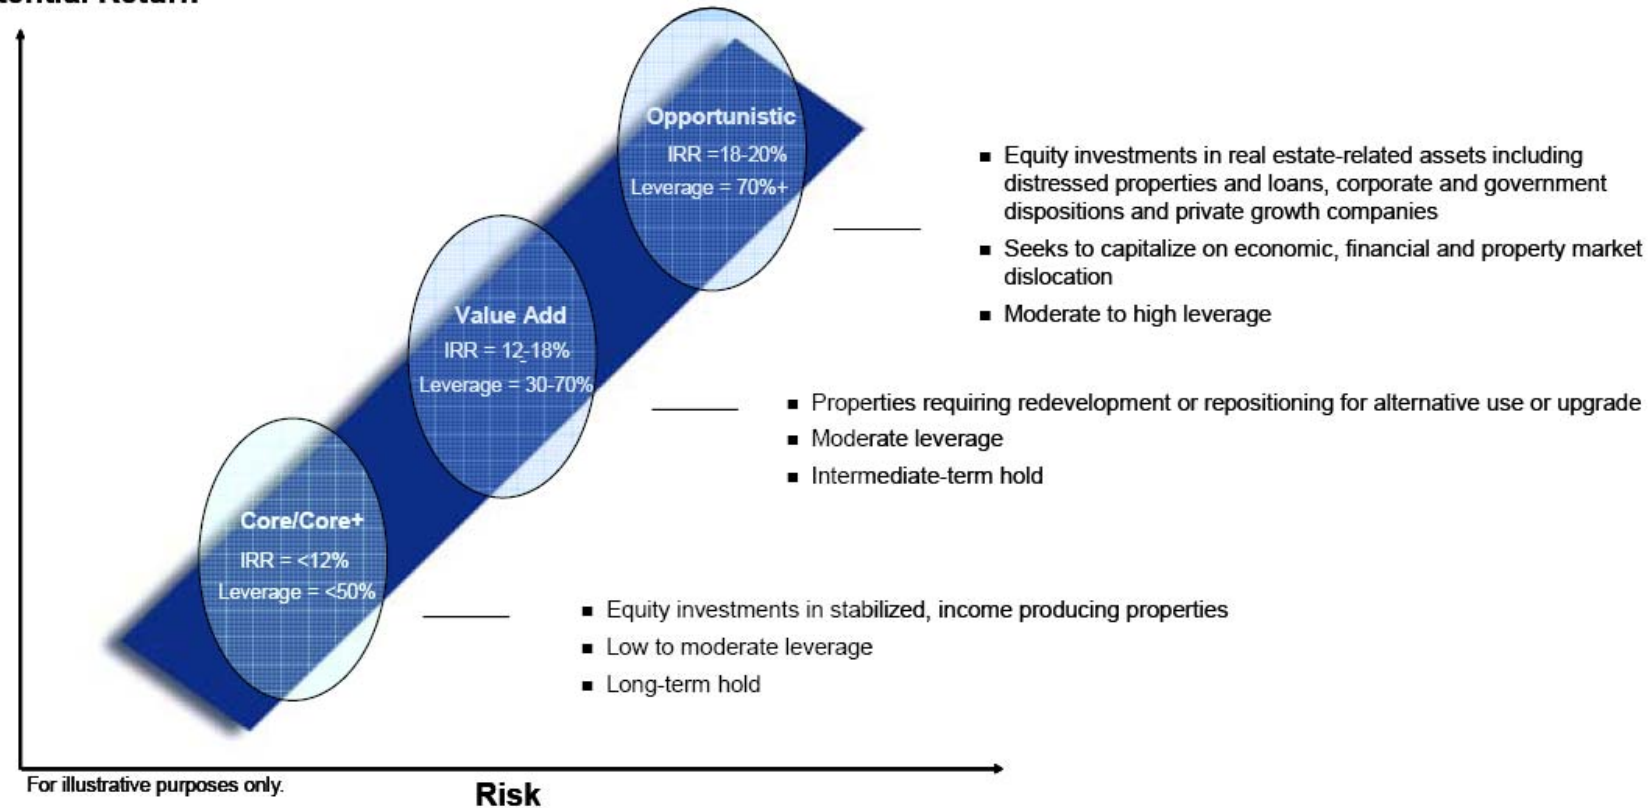 Opportunistic
IRR =18-20%
Leverage = 70%+
■ Equity investments in real estate-related assets including
distressed properties and loans, corporate and government
dispositions and private growth companies
■ Seeks to capitalize on economic, financial and property market
dislocation
■ Moderate to high leverage
Value Add
IRR = 12-18%
Leverage = 30-70%
■ Properties requiring redevelopment or repositioning for alternative use or upgrade
■ Moderate leverage
■ Intermediate-term hold
Core/Core+
IRR = <12%
Leverage = <50%
■ Equity investments in stabilized, income producing properties
■ Low to moderate leverage
■ Long-term hold
For illustrative purposes only.
Risk